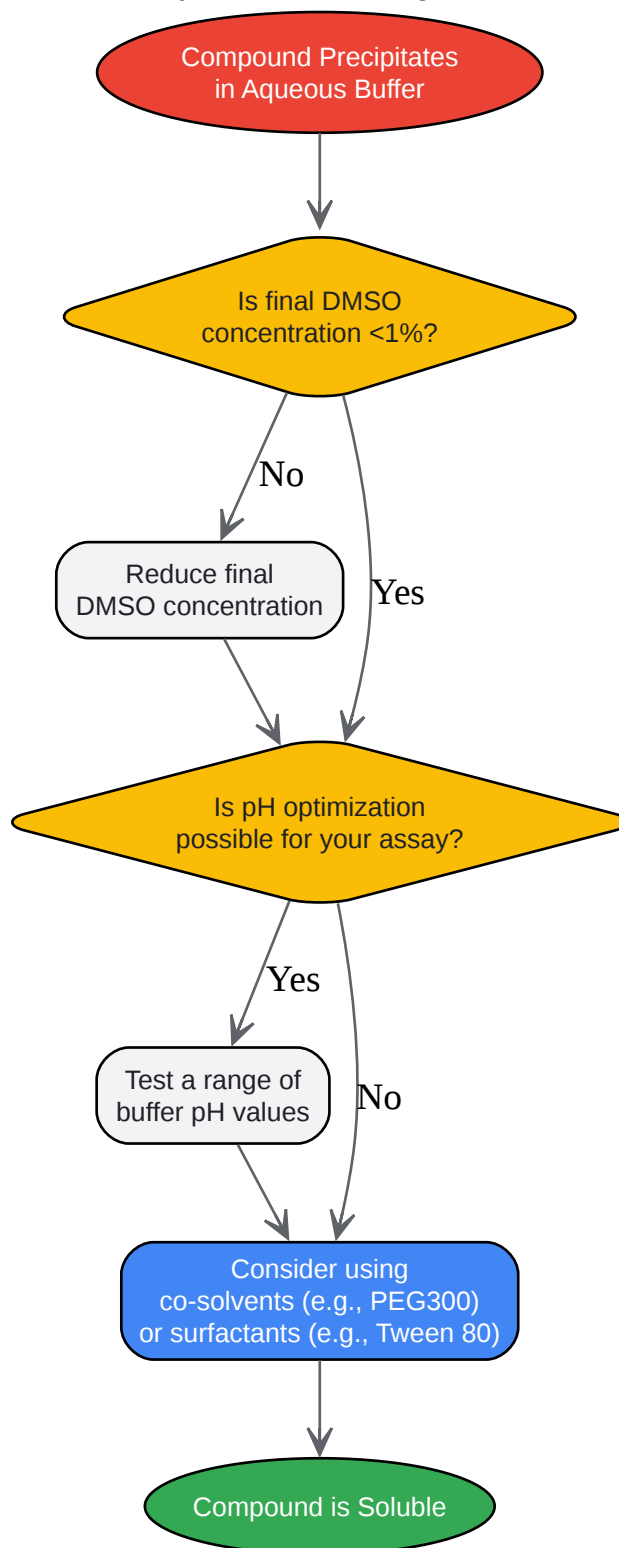 Compound Precipitates
in Aqueous Buffer
Is final DMSO
concentration <1%?
No
Reduce final
DMSO concentration
Yes
Is pH optimization
possible for your assay?
Yes
Test a range of
buffer pH values
No
Consider using
co-solvents (e.g., PEG300)
or surfactants (e.g., Tween 80)
Compound is Soluble